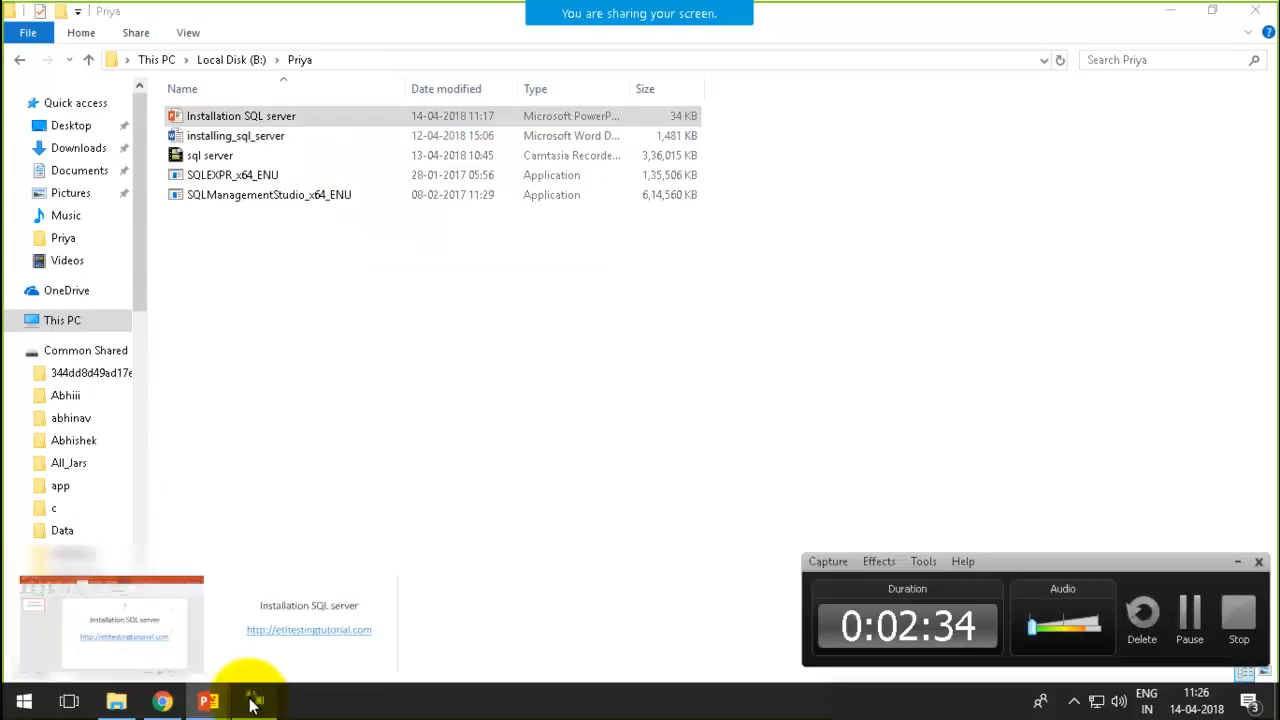 Priya
You are sharing your screen.
File Home Share View
This PC Local Disk (B:) Priya
Search Priya
Name Date modified Type Size
Installation SQL server 14-04-2018 11:17 Microsoft PowerP... 34 KB
installing_sql_server 12-04-2018 15:06 Microsoft Word D... 1,481 KB
sql server 13-04-2018 10:45 Camtasia Recorde... 3,36,015 KB
SQLEXPR_x64_ENU 28-01-2017 05:56 Application 1,35,506 KB
SQLManagementStudio_x64_ENU 08-02-2017 11:29 Application 6,14,560 KB
Quick access
Desktop
Downloads
Documents
Pictures
Music
Priya
Videos
OneDrive
This PC
Common Shared
344dd8d49ad17e
Abhiii
abhinav
Abhishek
All_Jars
app
c
Data
Installation SQL server
http://etltestingtutorial.com
Installation SQL server
http://etltestingtutorial.com
Capture Effects Tools Help
Duration Audio
0:02:34
Delete Pause Stop
ENG 11:26
IN 14-04-2018
3